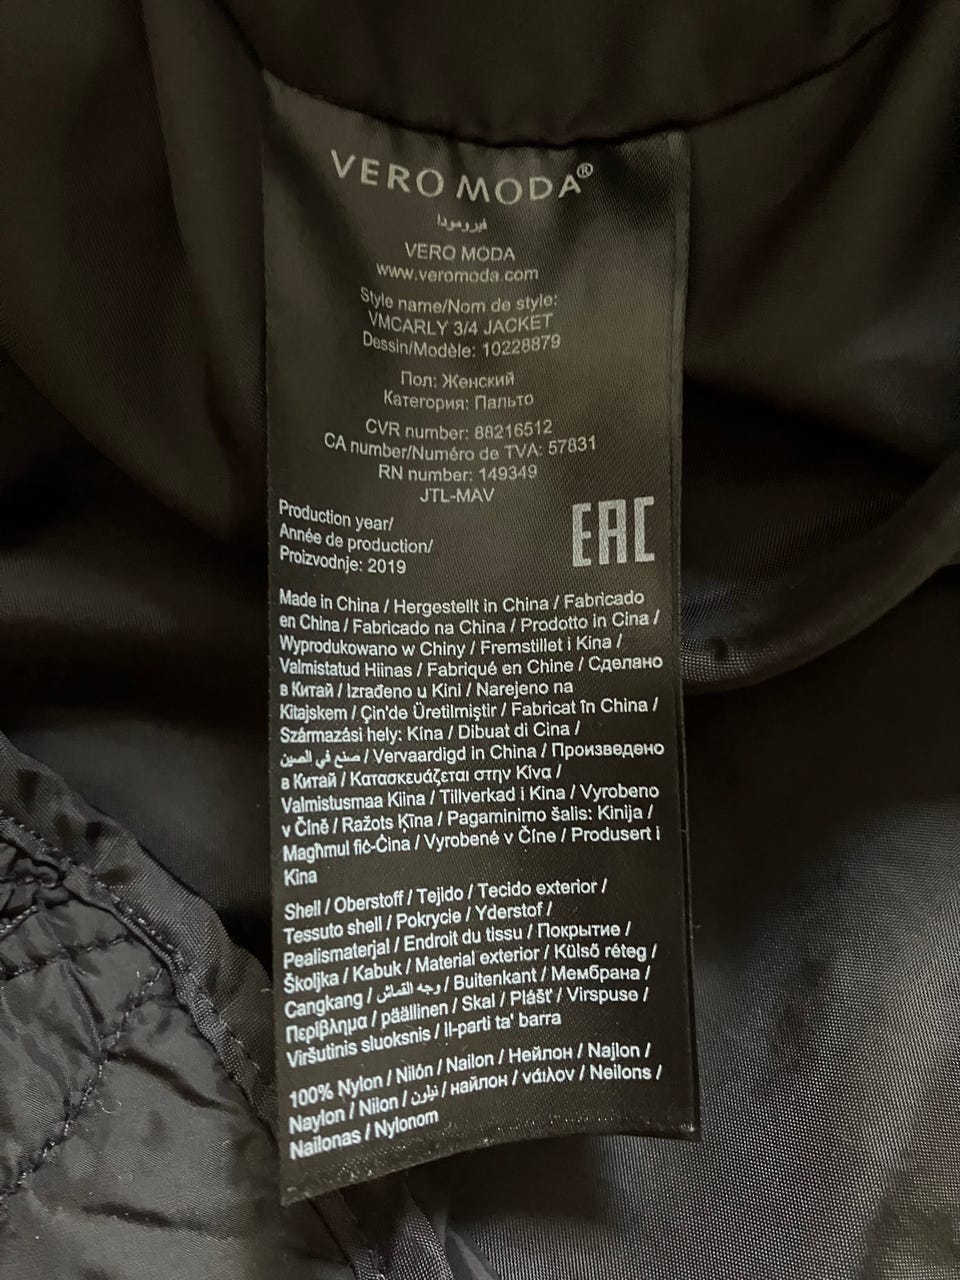 VERO MODA®
فيرومودا
VERO MODA
www.veromoda.com
Style name/Nom de style:
VMCARLY 3/4 JACKET
Dessin/Modèle: 10228879
Пол: Женский
Категория: Пальто
CVR number: 88216512
CA number/Numéro de TVA: 57831
RN number: 149349
JTL-MAV
Production year/
Année de production/
Proizvodnje: 2019
EAC
Made in China / Hergestellt in China / Fabricado
en China / Fabricado na China / Prodotto in Cina /
Wyprodukowano w Chiny / Fremstillet i Kina /
Valmistatud Hiinas / Fabriqué en Chine / Сделано
в Китай / Izrađeno u Kini / Narejeno na
Kitajskem / Çin'de Üretilmiştir / Fabricat în China /
Származási hely: Kína / Dibuat di Cina /
صنع في الصين / Vervaardigd in China / Произведено
в Китай / Κατασκευάζεται στην Κίνα /
Valmistusmaa Kiina / Tillverkad i Kina / Vyrobeno
v Číně / Ražots Ķīna / Pagaminimo šalis: Kinija /
Magħmul fiċ-Ċina / Vyrobené v Číne / Produsert i
Kina
Shell / Oberstoff / Tejido / Tecido exterior /
Tessuto shell / Pokrycie / Yderstof /
Pealismaterjal / Endroit du tissu / Покрытие /
Školjka / Kabuk / Material exterior / Külső réteg /
Cangkang / وجه القماش / Buitenkant / Мембрана /
Περίβλημα / päällinen / Skal / Plášť / Virspuse /
Viršutinis sluoksnis / Il-parti ta' barra
100% Nylon / Nilón / Nailon / Нейлон / Najlon /
Naylon / Nilon / نيلون / найлон / νάιλον / Neilons /
Nailonas / Nylonom